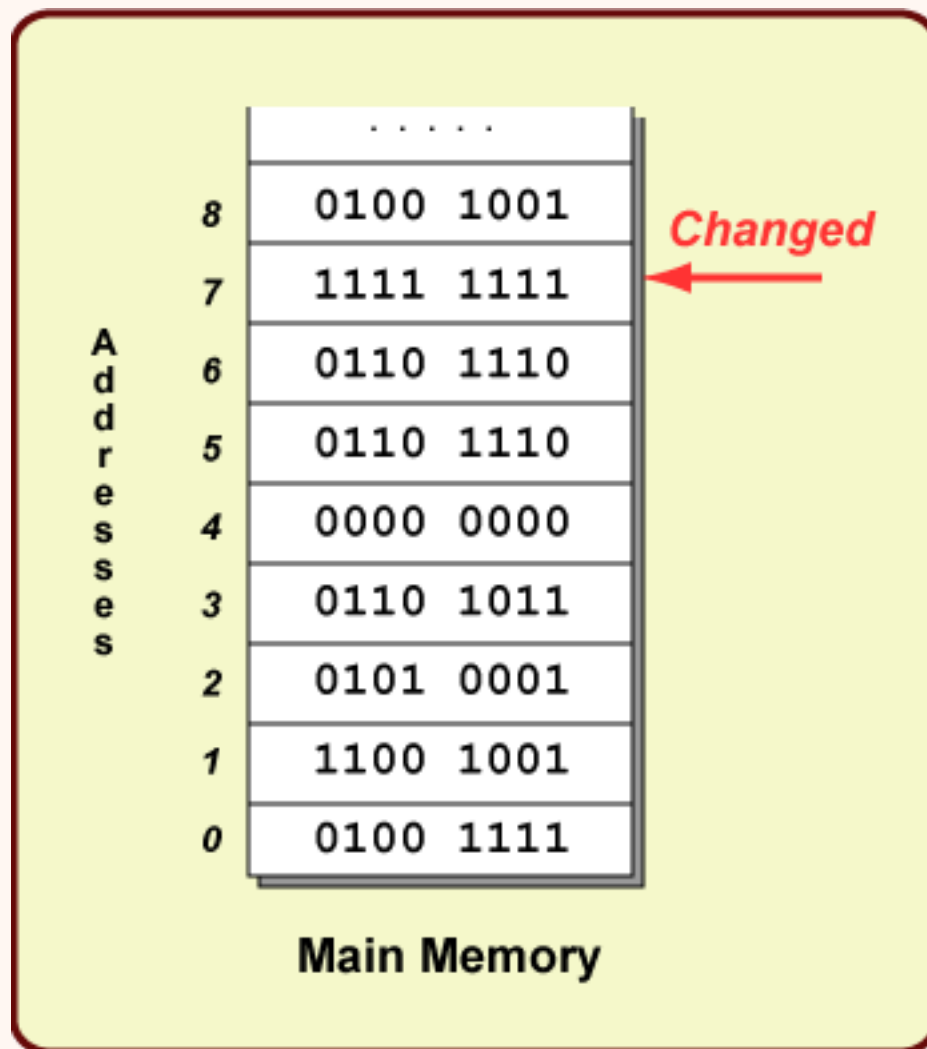 . . . . .
8 0100 1001
Changed
7 1111 1111
6 0110 1110
5 0110 1110
4 0000 0000
3 0110 1011
2 0101 0001
1 1100 1001
0 0100 1111
Addresses
Main Memory